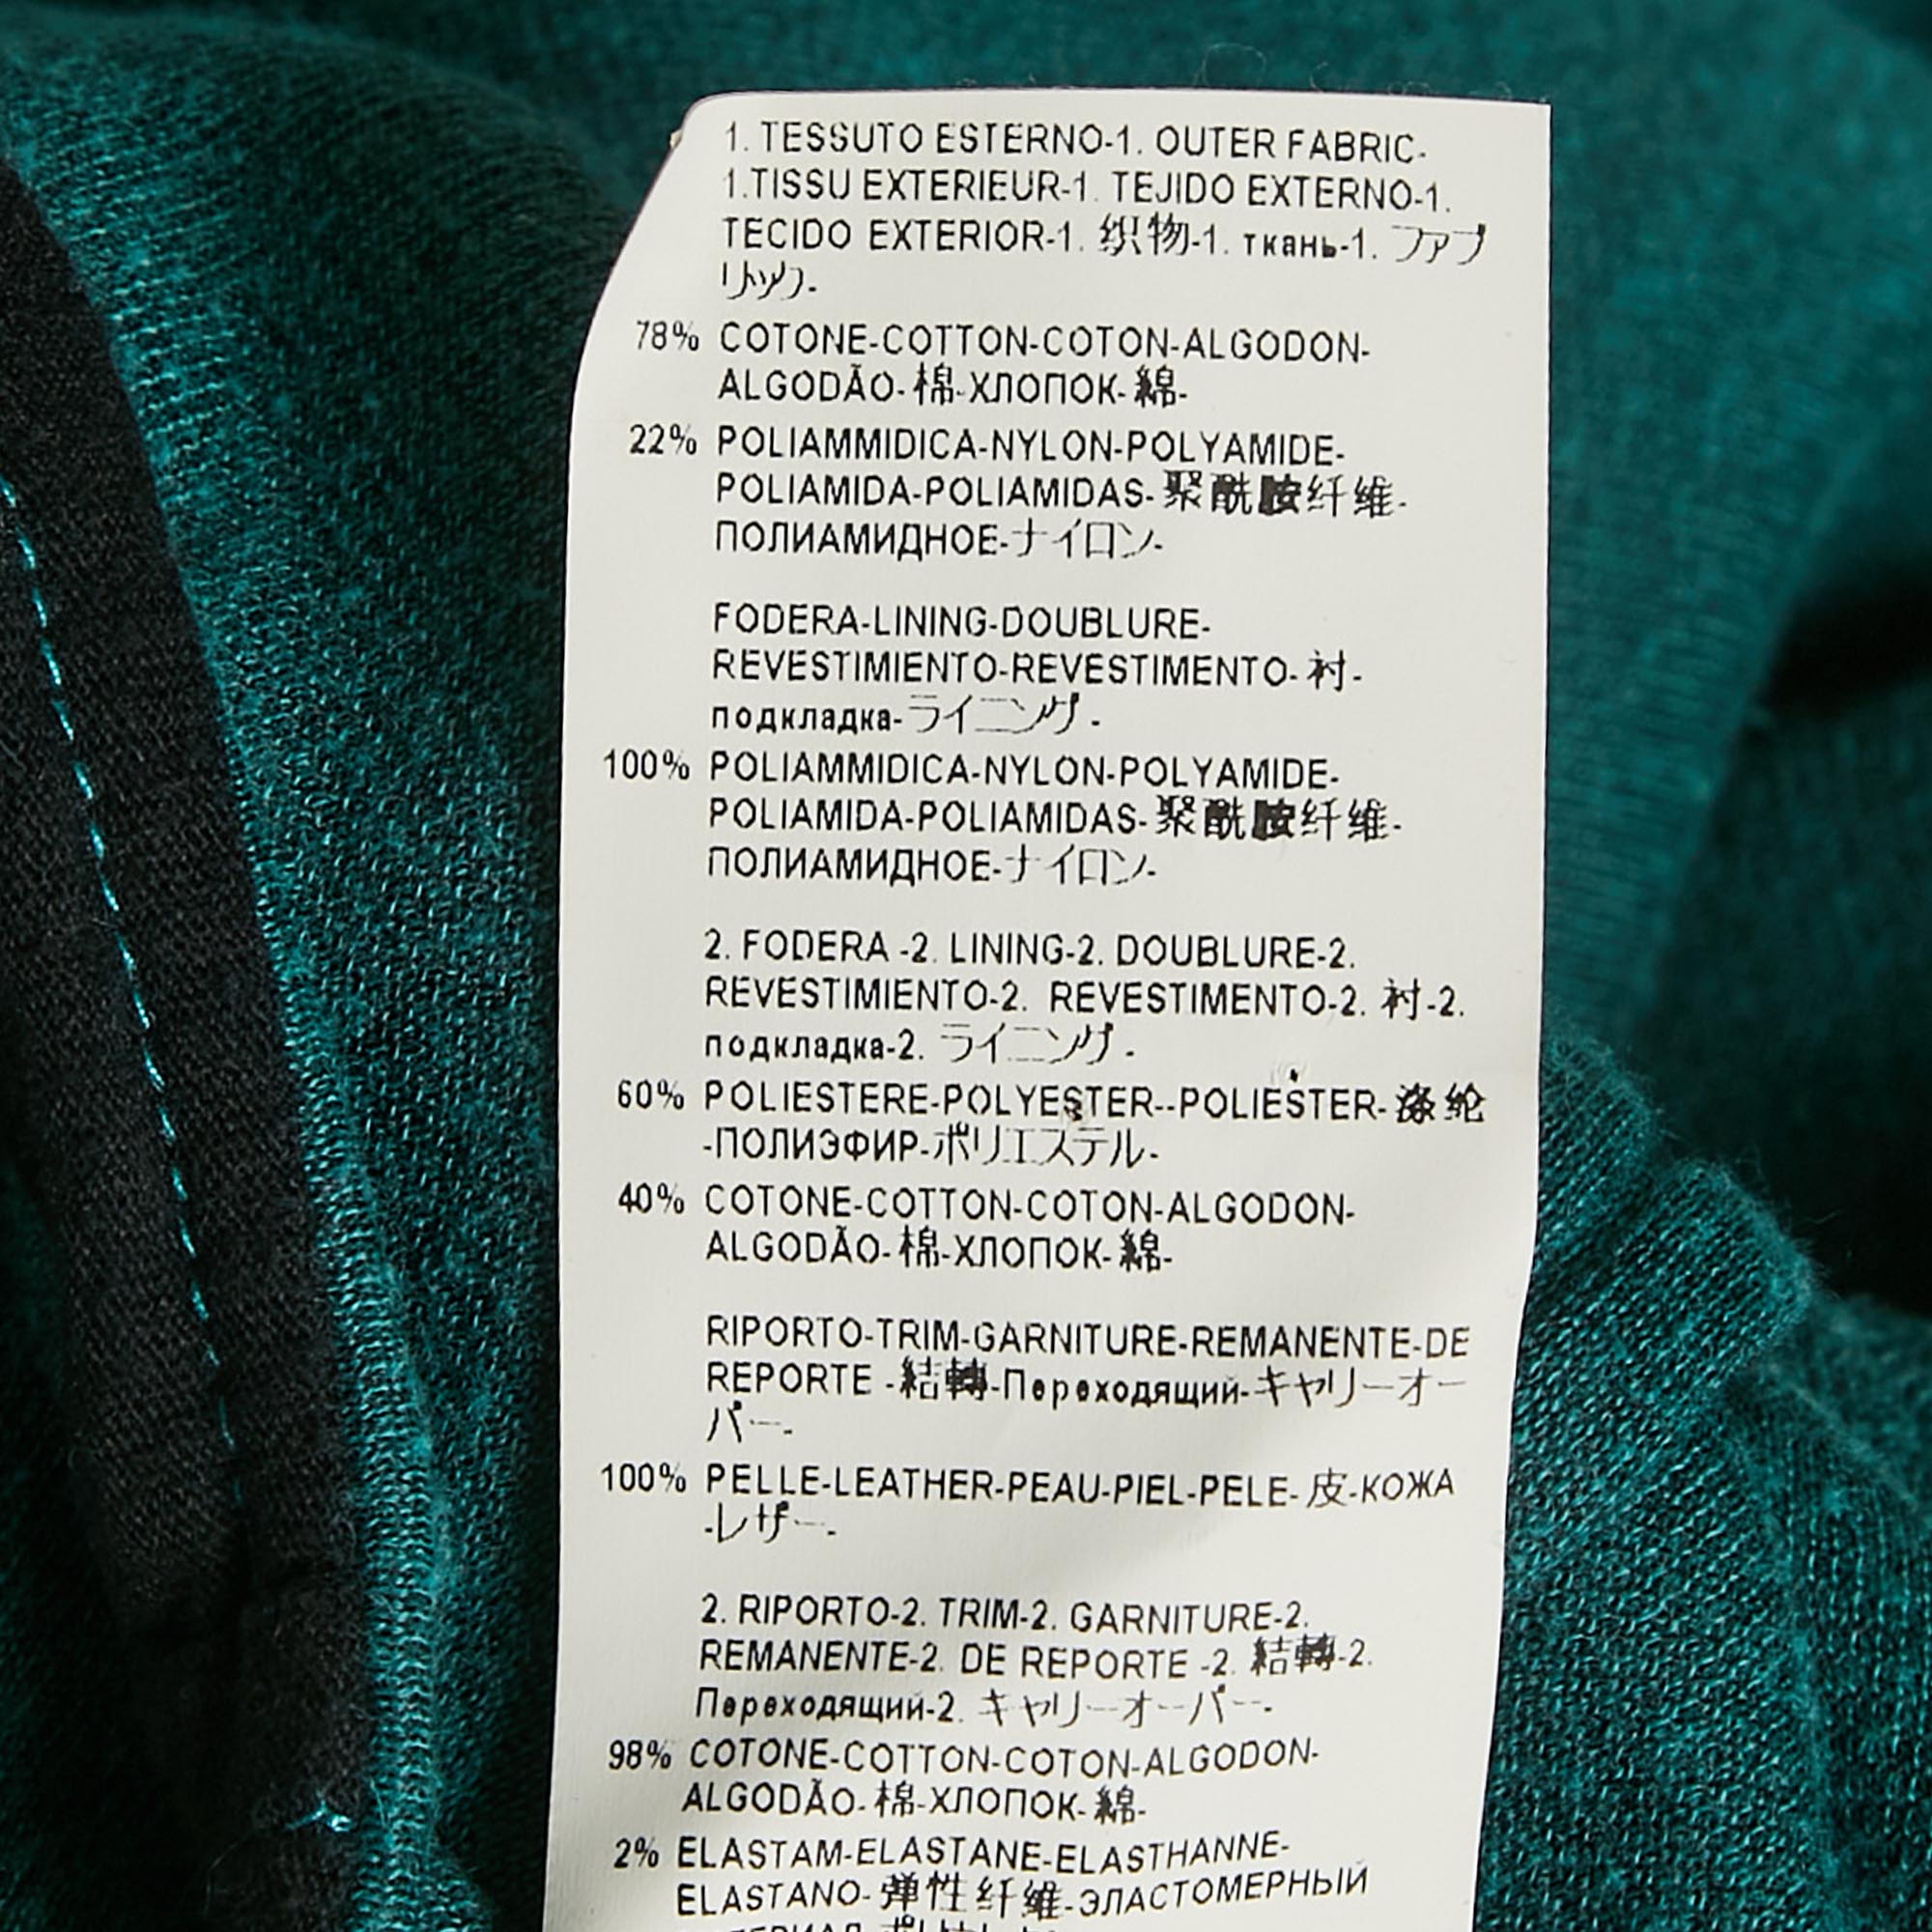 1. TESSUTO ESTERNO-1. OUTER FABRIC-
1.TISSU EXTERIEUR-1. TEJIDO EXTERNO-1.
TECIDO EXTERIOR-1. 织物-1. ткань-1. ファブ
リック-
78% COTONE-COTTON-COTON-ALGODON-
ALGODÃO-棉-ХЛОПОК-綿-
22% POLIAMMIDICA-NYLON-POLYAMIDE-
POLIAMIDA-POLIAMIDAS-聚酰胺纤维-
ПОЛИАМИДНОЕ-ナイロン-
FODERA-LINING-DOUBLURE-
REVESTIMIENTO-REVESTIMENTO-衬-
подкладка-ライニング-
100% POLIAMMIDICA-NYLON-POLYAMIDE-
POLIAMIDA-POLIAMIDAS-聚酰胺纤维-
ПОЛИАМИДНОЕ-ナイロン-
2. FODERA -2. LINING-2. DOUBLURE-2.
REVESTIMIENTO-2. REVESTIMENTO-2. 衬-2.
подкладка-2. ライニング-
60% POLIESTERE-POLYESTER--POLIESTER-涤纶
-ПОЛИЭФИР-ポリエステル-
40% COTONE-COTTON-COTON-ALGODON-
ALGODÃO-棉-ХЛОПОК-綿-
RIPORTO-TRIM-GARNITURE-REMANENTE-DE
REPORTE -結轉-Переходящий-キャリーオー
バー-
100% PELLE-LEATHER-PEAU-PIEL-PELE-皮-КОЖА
-レザー-
2. RIPORTO-2. TRIM-2. GARNITURE-2.
REMANENTE-2. DE REPORTE -2. 結轉-2.
Переходящий-2. キャリーオーバー-
98% COTONE-COTTON-COTON-ALGODON-
ALGODÃO-棉-ХЛОПОК-綿-
2% ELASTAM-ELASTANE-ELASTHANNE-
ELASTANO-弹性纤维-ЭЛАСТОМЕРНЫЙ